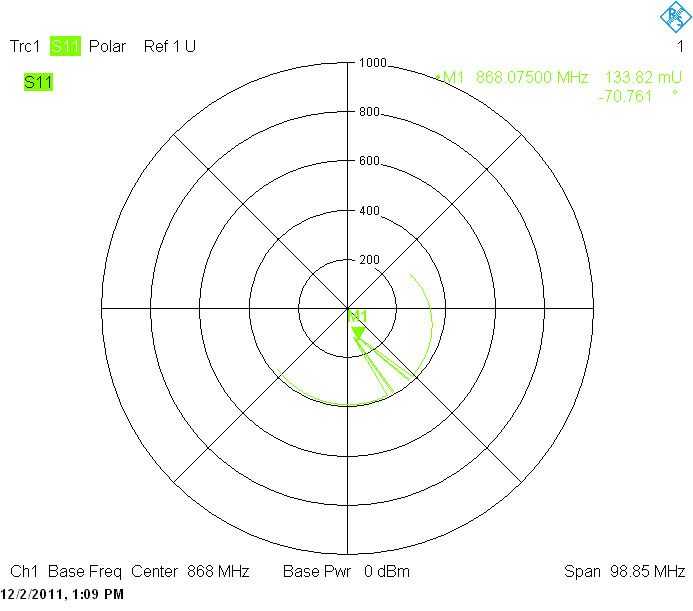 R&S
Trc1 S11 Polar Ref 1 U 1
S11
•M1 868.07500 MHz 133.82 mU
-70.761 °
1000
800
600
400
200
M1
Ch1 Base Freq Center 868 MHz Base Pwr 0 dBm Span 98.85 MHz
12/2/2011, 1:09 PM